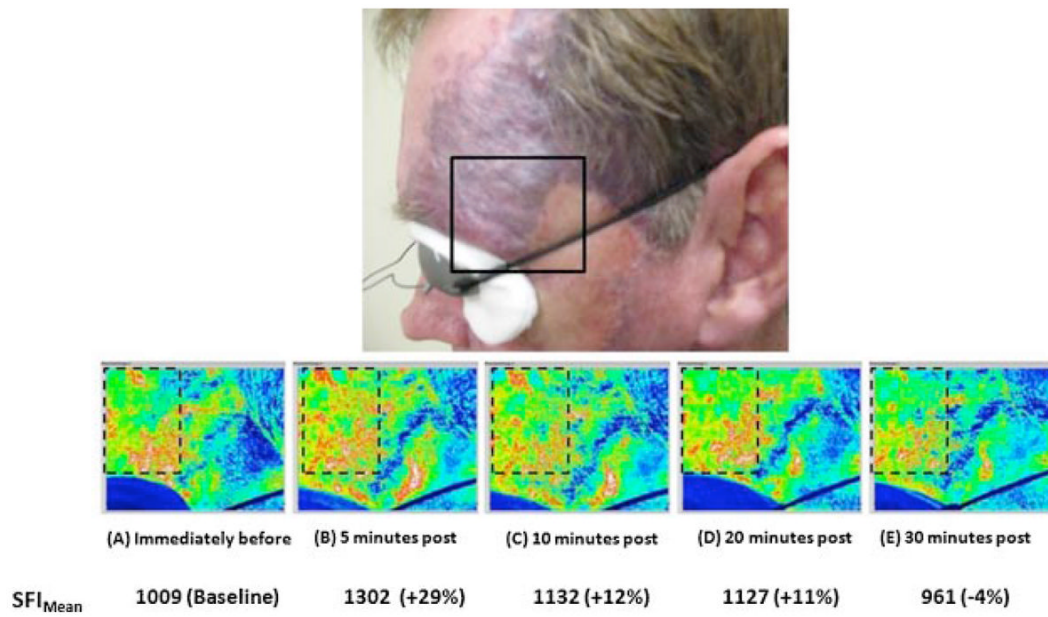 (A) Immediately before (B) 5 minutes post (C) 10 minutes post (D) 20 minutes post (E) 30 minutes post
SFIMean 1009 (Baseline) 1302 (+29%) 1132 (+12%) 1127 (+11%) 961 (-4%)